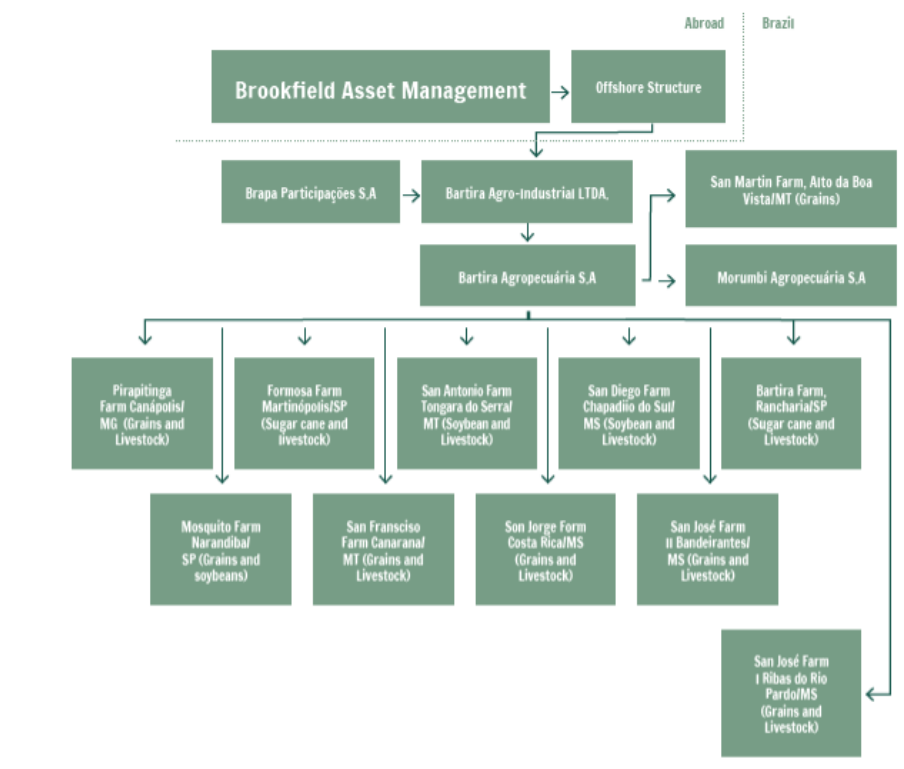 Abroad
Brazil
Brookfield Asset Management
Offshore Structure
Brapa Participações S.A
Bartira Agro-Industrial LTDA.
San Martin Farm, Alto da Boa
Vista/MT (Grains)
Bartira Agropecuária S.A
Morumbi Agropecuária S.A
Pirapitinga
Farm Canápolis/
MG (Grains and
Livestock)
Formosa Farm
Martinópolis/SP
(Sugar cane and
livestock)
San Antonio Farm
Tongara do Serra/
MT (Soybean and
Livestock)
San Diego Farm
Chapadiio do Sut/
MS (Soybean and
Livestock)
Bartira Farm,
Rancharia/SP
(Sugar cane and
Livestock)
Mosquito Farm
Narandiba/
SP (Grains and
soybeans)
San Fransciso
Farm Canarana/
MT (Grains and
Livestock)
Son Jorge Form
Costa Rica/MS
(Grains and
Livestock)
San José Farm
II Bandeirantes/
MS (Grains and
Livestock)
San José Farm
I Ribas do Rio
Pardo/MS
(Grains and
Livestock)